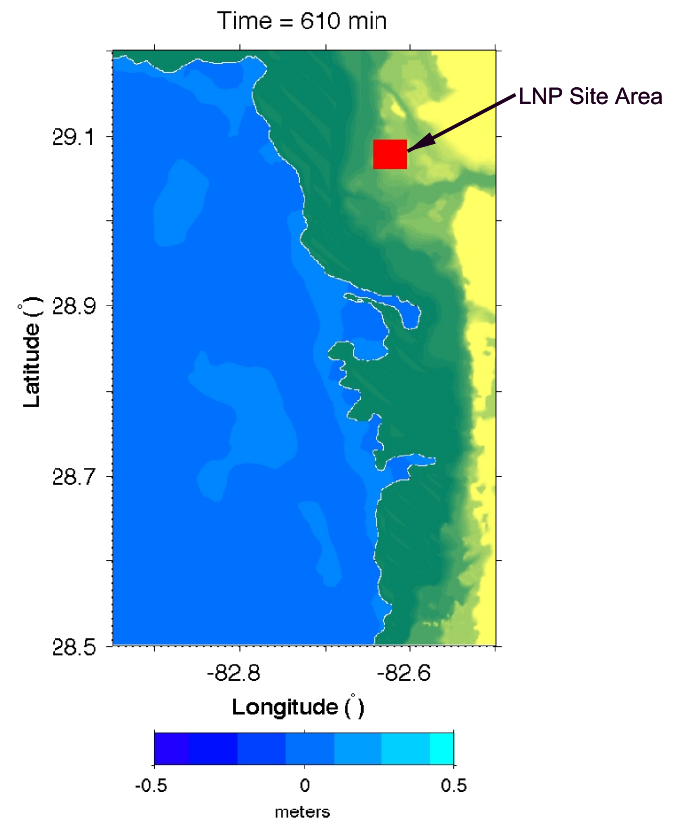 Time = 610 min
LNP Site Area
29.1
28.9
28.7
28.5
Latitude (°)
-82.8
-82.6
Longitude (°)
-0.5
0
0.5
meters